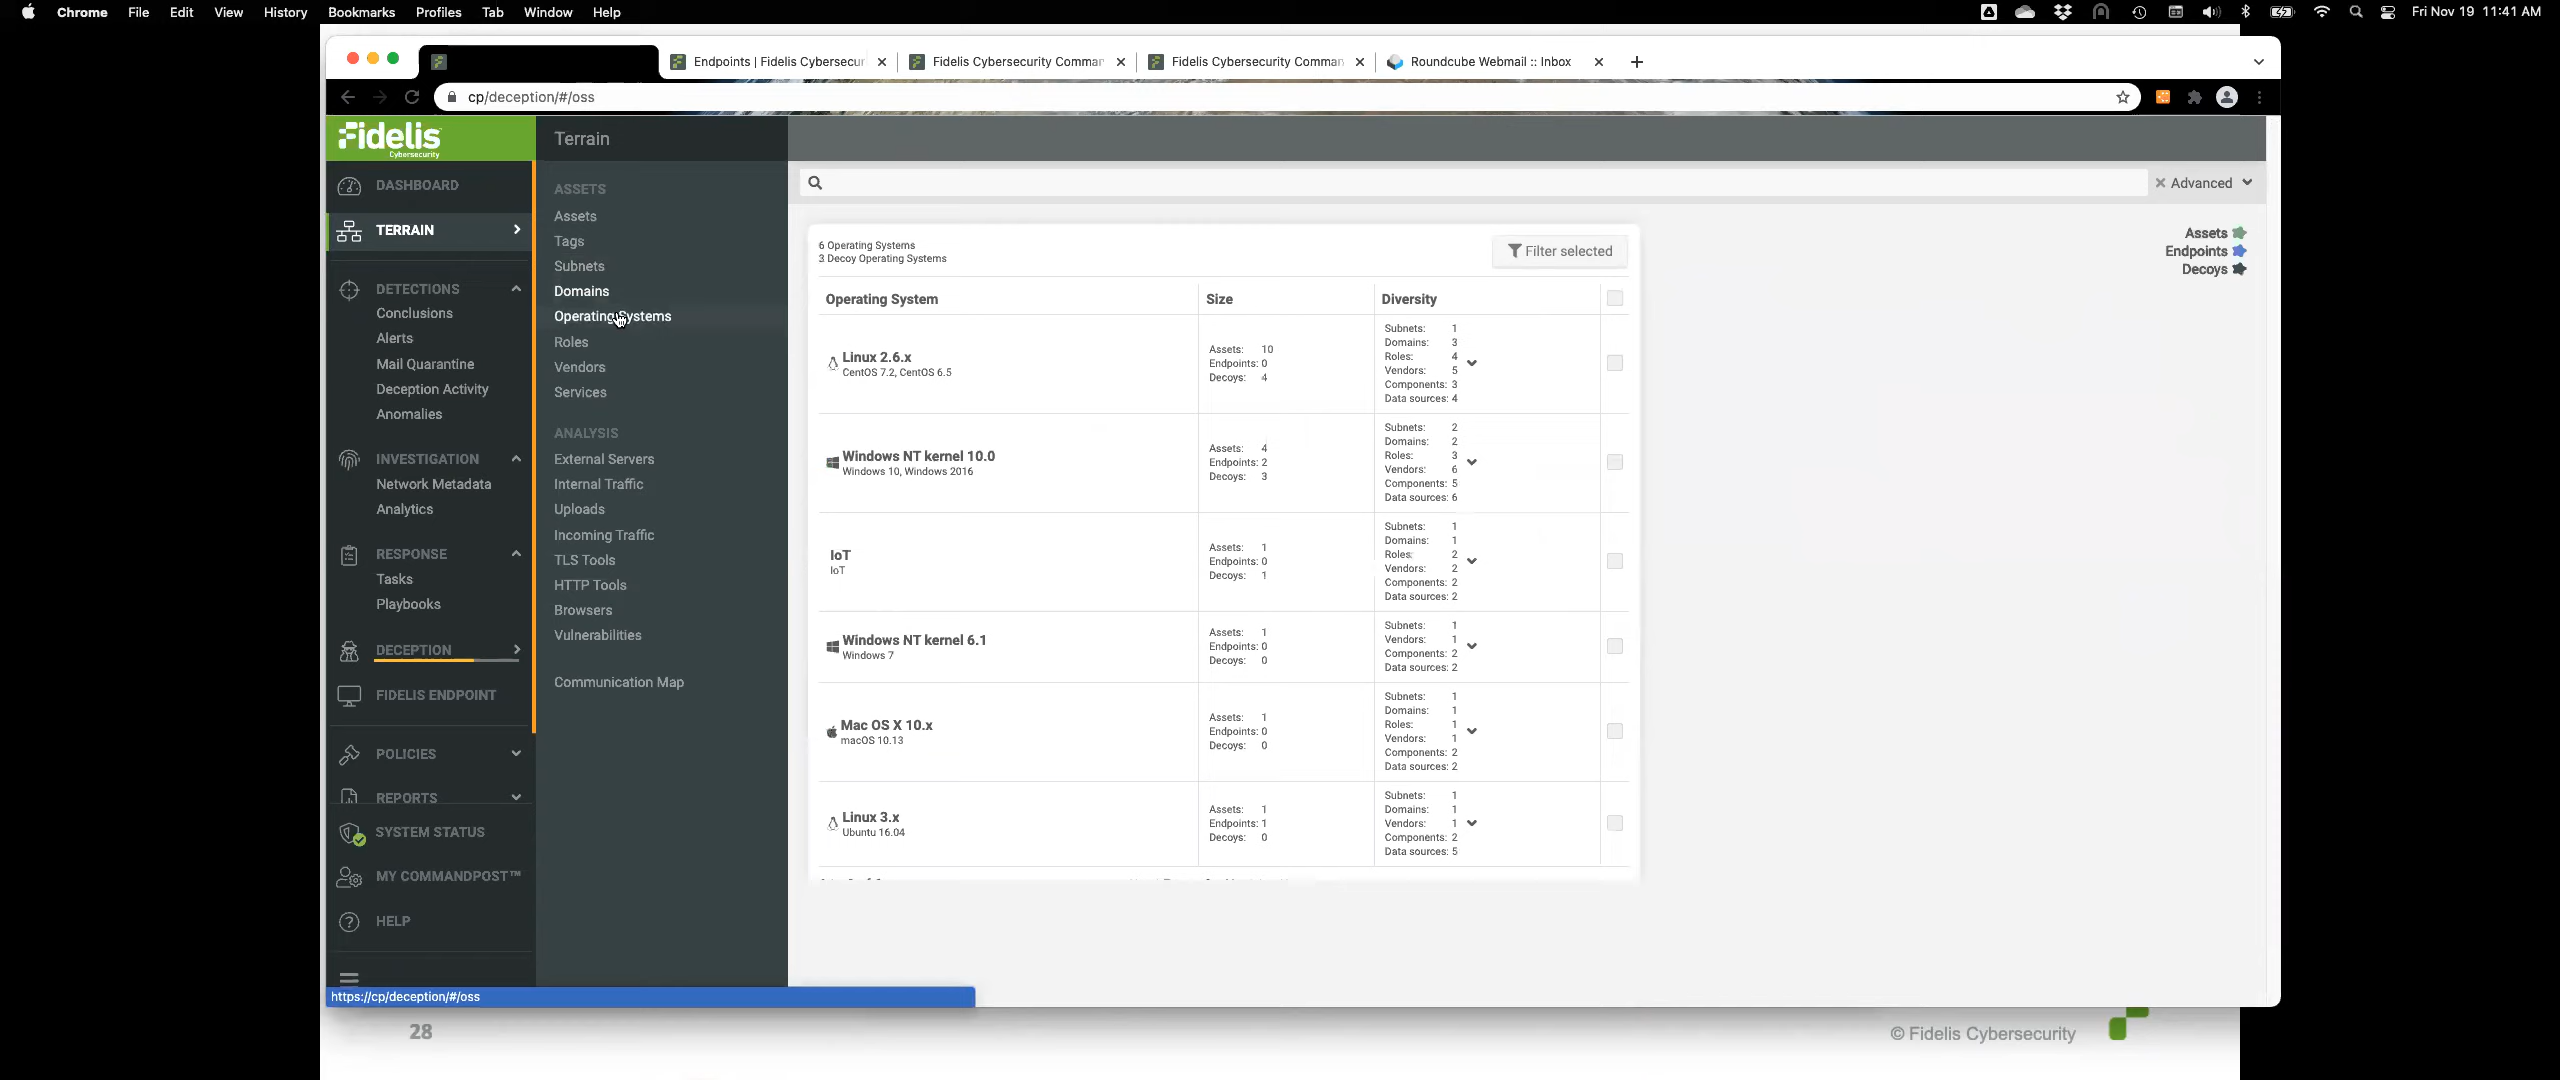 Chrome File Edit View History Bookmarks Profiles Tab Window Help
Fri Nov 19 11:41 AM
Endpoints | Fidelis Cybersecur
Fidelis Cybersecurity Comman
Fidelis Cybersecurity Comman
Roundcube Webmail :: Inbox
cp/deception/#/oss
Fidelis
Cybersecurity
DASHBOARD
TERRAIN
DETECTIONS
Conclusions
Alerts
Mail Quarantine
Deception Activity
Anomalies
INVESTIGATION
Network Metadata
Analytics
RESPONSE
Tasks
Playbooks
DECEPTION
FIDELIS ENDPOINT
POLICIES
REPORTS
SYSTEM STATUS
MY COMMANDPOST™
HELP
Terrain
ASSETS
Assets
Tags
Subnets
Domains
Operating Systems
Roles
Vendors
Services
ANALYSIS
External Servers
Internal Traffic
Uploads
Incoming Traffic
TLS Tools
HTTP Tools
Browsers
Vulnerabilities
Communication Map
Advanced
6 Operating Systems
3 Decoy Operating Systems
Filter selected
Operating System Size Diversity
Linux 2.6.x
CentOS 7.2, CentOS 6.5
Assets: 10
Endpoints: 0
Decoys: 4
Subnets: 1
Domains: 3
Roles: 4
Vendors: 5
Components: 3
Data sources: 4
Windows NT kernel 10.0
Windows 10, Windows 2016
Assets: 4
Endpoints: 2
Decoys: 3
Subnets: 2
Domains: 2
Roles: 3
Vendors: 6
Components: 5
Data sources: 6
IoT
IoT
Assets: 1
Endpoints: 0
Decoys: 1
Subnets: 1
Domains: 1
Roles: 2
Vendors: 2
Components: 2
Data sources: 2
Windows NT kernel 6.1
Windows 7
Assets: 1
Endpoints: 0
Decoys: 0
Subnets: 1
Vendors: 1
Components: 2
Data sources: 2
Mac OS X 10.x
macOS 10.13
Assets: 1
Endpoints: 0
Decoys: 0
Subnets: 1
Domains: 1
Roles: 1
Vendors: 1
Components: 2
Data sources: 2
Linux 3.x
Ubuntu 16.04
Assets: 1
Endpoints: 1
Decoys: 0
Subnets: 1
Domains: 1
Vendors: 1
Components: 2
Data sources: 5
Assets
Endpoints
Decoys
https://cp/deception/#/oss
28
© Fidelis Cybersecurity